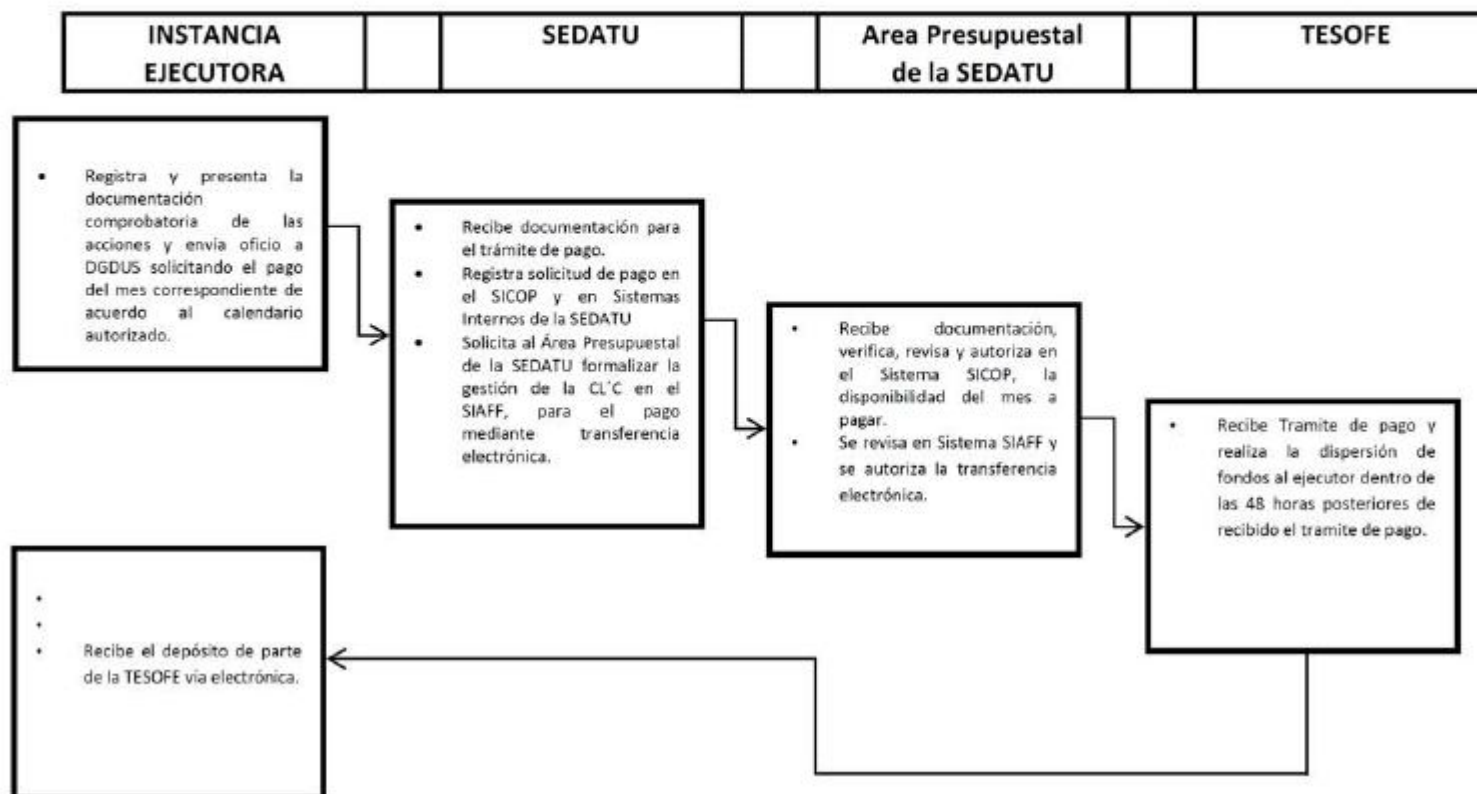 INSTANCIA
EJECUTORA
SEDATU
Area Presupuestal
de la SEDATU
TESOFE
• Registra y presenta la
documentación
comprobatoria de las
acciones y envía oficio a
DGDUS solicitando el pago
del mes correspondiente de
acuerdo al calendario
autorizado.
• Recibe documentación para
el trámite de pago.
• Registra solicitud de pago en
el SICOP y en Sistemas
Internos de la SEDATU
• Solicita al Área Presupuestal
de la SEDATU formalizar la
gestión de la CL´C en el
SIAFF, para el pago
mediante transferencia
electrónica.
• Recibe documentación,
verifica, revisa y autoriza en
el Sistema SICOP, la
disponibilidad del mes a
pagar.
• Se revisa en Sistema SIAFF y
se autoriza la transferencia
electrónica.
• Recibe Tramite de pago y
realiza la dispersión de
fondos al ejecutor dentro de
las 48 horas posteriores de
recibido el tramite de pago.
•
•
• Recibe el depósito de parte
de la TESOFE via electrónica.